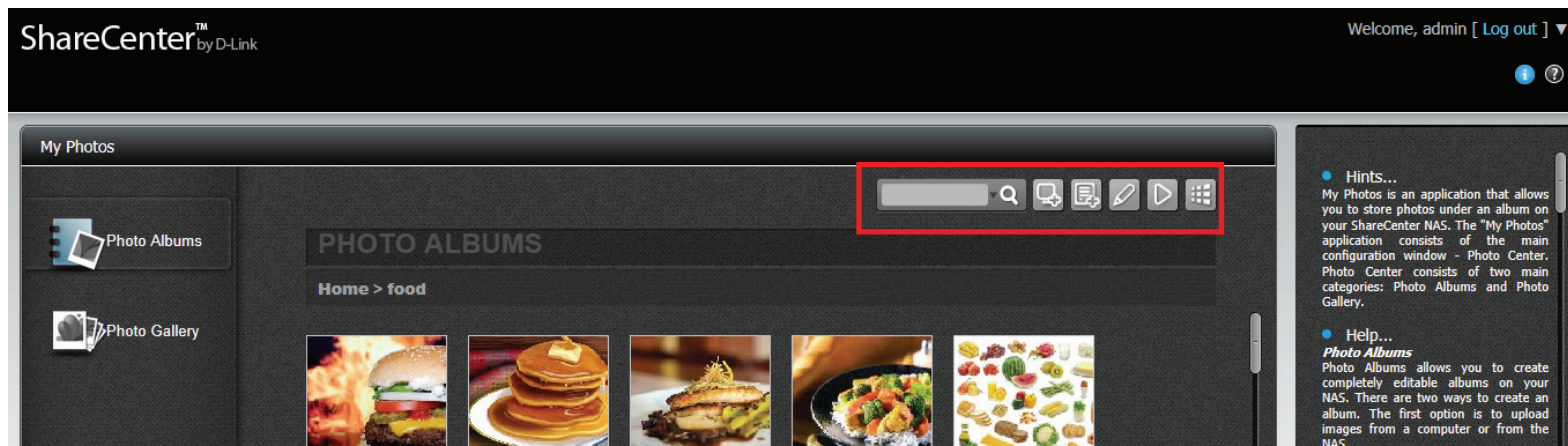 ShareCenter™ by D-Link
Welcome, admin [ Log out ] ▼
My Photos
Photo Albums
Photo Gallery
PHOTO ALBUMS
Home > food
Hints...
My Photos is an application that allows
you to store photos under an album on
your ShareCenter NAS. The "My Photos"
application consists of the main
configuration window - Photo Center.
Photo Center consists of two main
categories: Photo Albums and Photo
Gallery.
Help...
Photo Albums
Photo Albums allows you to create
completely editable albums on your
NAS. There are two ways to create an
album. The first option is to upload
images from a computer or from the
NAS